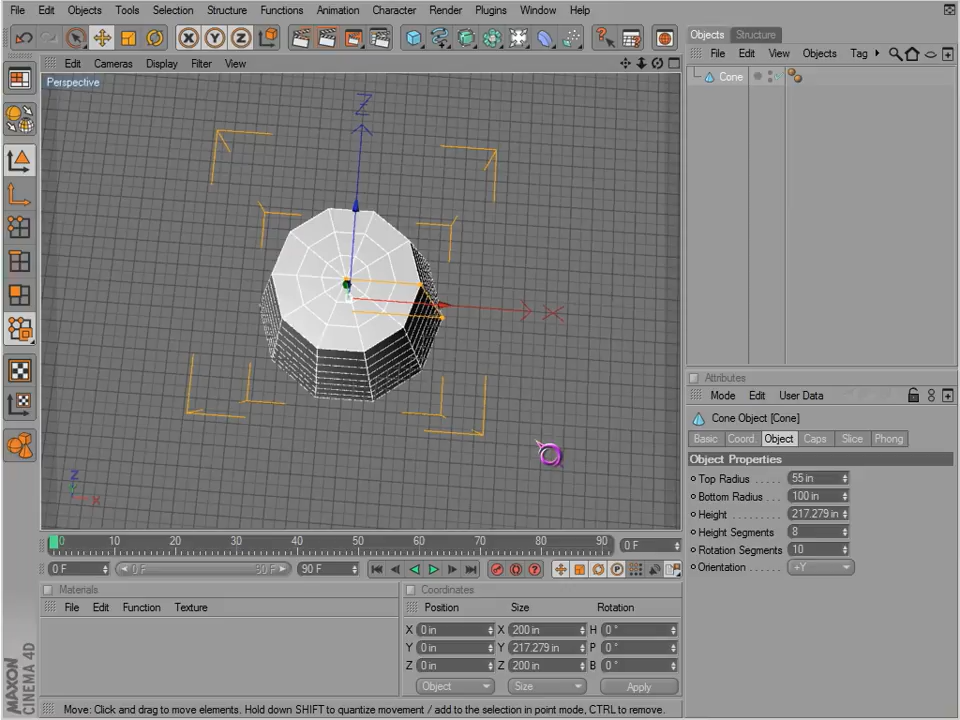 File Edit Objects Tools Selection Structure Functions Animation Character Render Plugins Window Help
X Y Z
Objects Structure
Edit Cameras Display Filter View
File Edit View Objects Tag
Perspective
Cone
Z
X
Z
X
Attributes
Mode Edit User Data
Cone Object [Cone]
Basic Coord. Object Caps Slice Phong
Object Properties
Top Radius . . . . . 55 in
Bottom Radius . . . 100 in
Height . . . . . . . . . 217.279 in
Height Segments 8
Rotation Segments 10
Orientation . . . . . . +Y
0 10 20 30 40 50 60 70 80 90 0 F
0 F 0 F 90 F 90 F
P
Materials
File Edit Function Texture
Coordinates
Position Size Rotation
X 0 in X 200 in H 0 °
Y 0 in Y 217.279 in P 0 °
Z 0 in Z 200 in B 0 °
Object Size Apply
MAXON
CINEMA 4D
Move: Click and drag to move elements. Hold down SHIFT to quantize movement / add to the selection in point mode, CTRL to remove.